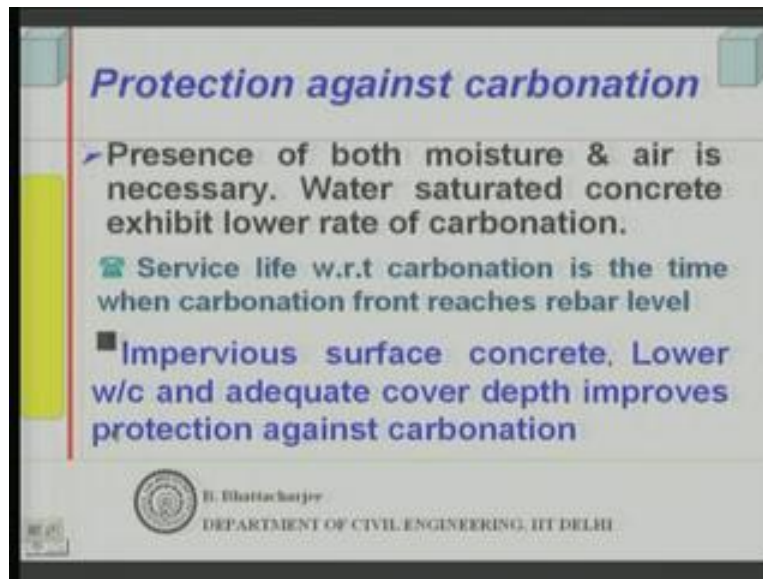 Protection against carbonation
Presence of both moisture & air is
necessary. Water saturated concrete
exhibit lower rate of carbonation.
Service life w.r.t carbonation is the time
when carbonation front reaches rebar level
Impervious surface concrete, Lower
w/c and adequate cover depth improves
protection against carbonation
B. Bhattacharjee
DEPARTMENT OF CIVIL ENGINEERING, IIT DELHI